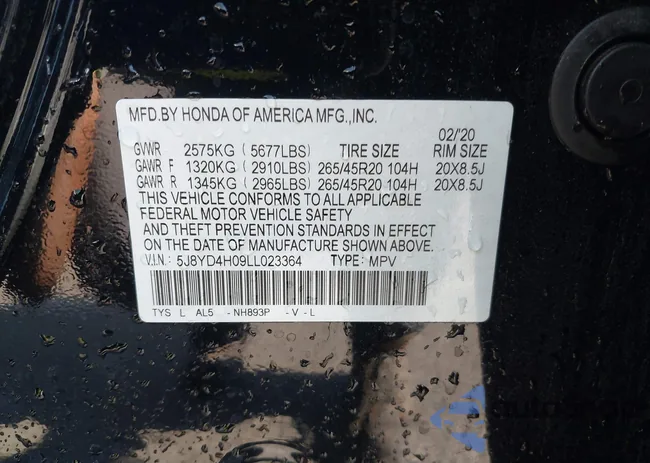 MFD.BY HONDA OF AMERICA MFG.,INC.
02/'20
GVWR 2575KG ( 5677LBS) TIRE SIZE RIM SIZE
GAWR F 1320KG ( 2910LBS) 265/45R20 104H 20X8.5J
GAWR R 1345KG ( 2965LBS) 265/45R20 104H 20X8.5J
THIS VEHICLE CONFORMS TO ALL APPLICABLE
FEDERAL MOTOR VEHICLE SAFETY
AND THEFT PREVENTION STANDARDS IN EFFECT
ON THE DATE OF MANUFACTURE SHOWN ABOVE.
V.I.N: 5J8YD4H09LL023364 TYPE: MPV
TYS L AL5 -NH893P -V-L